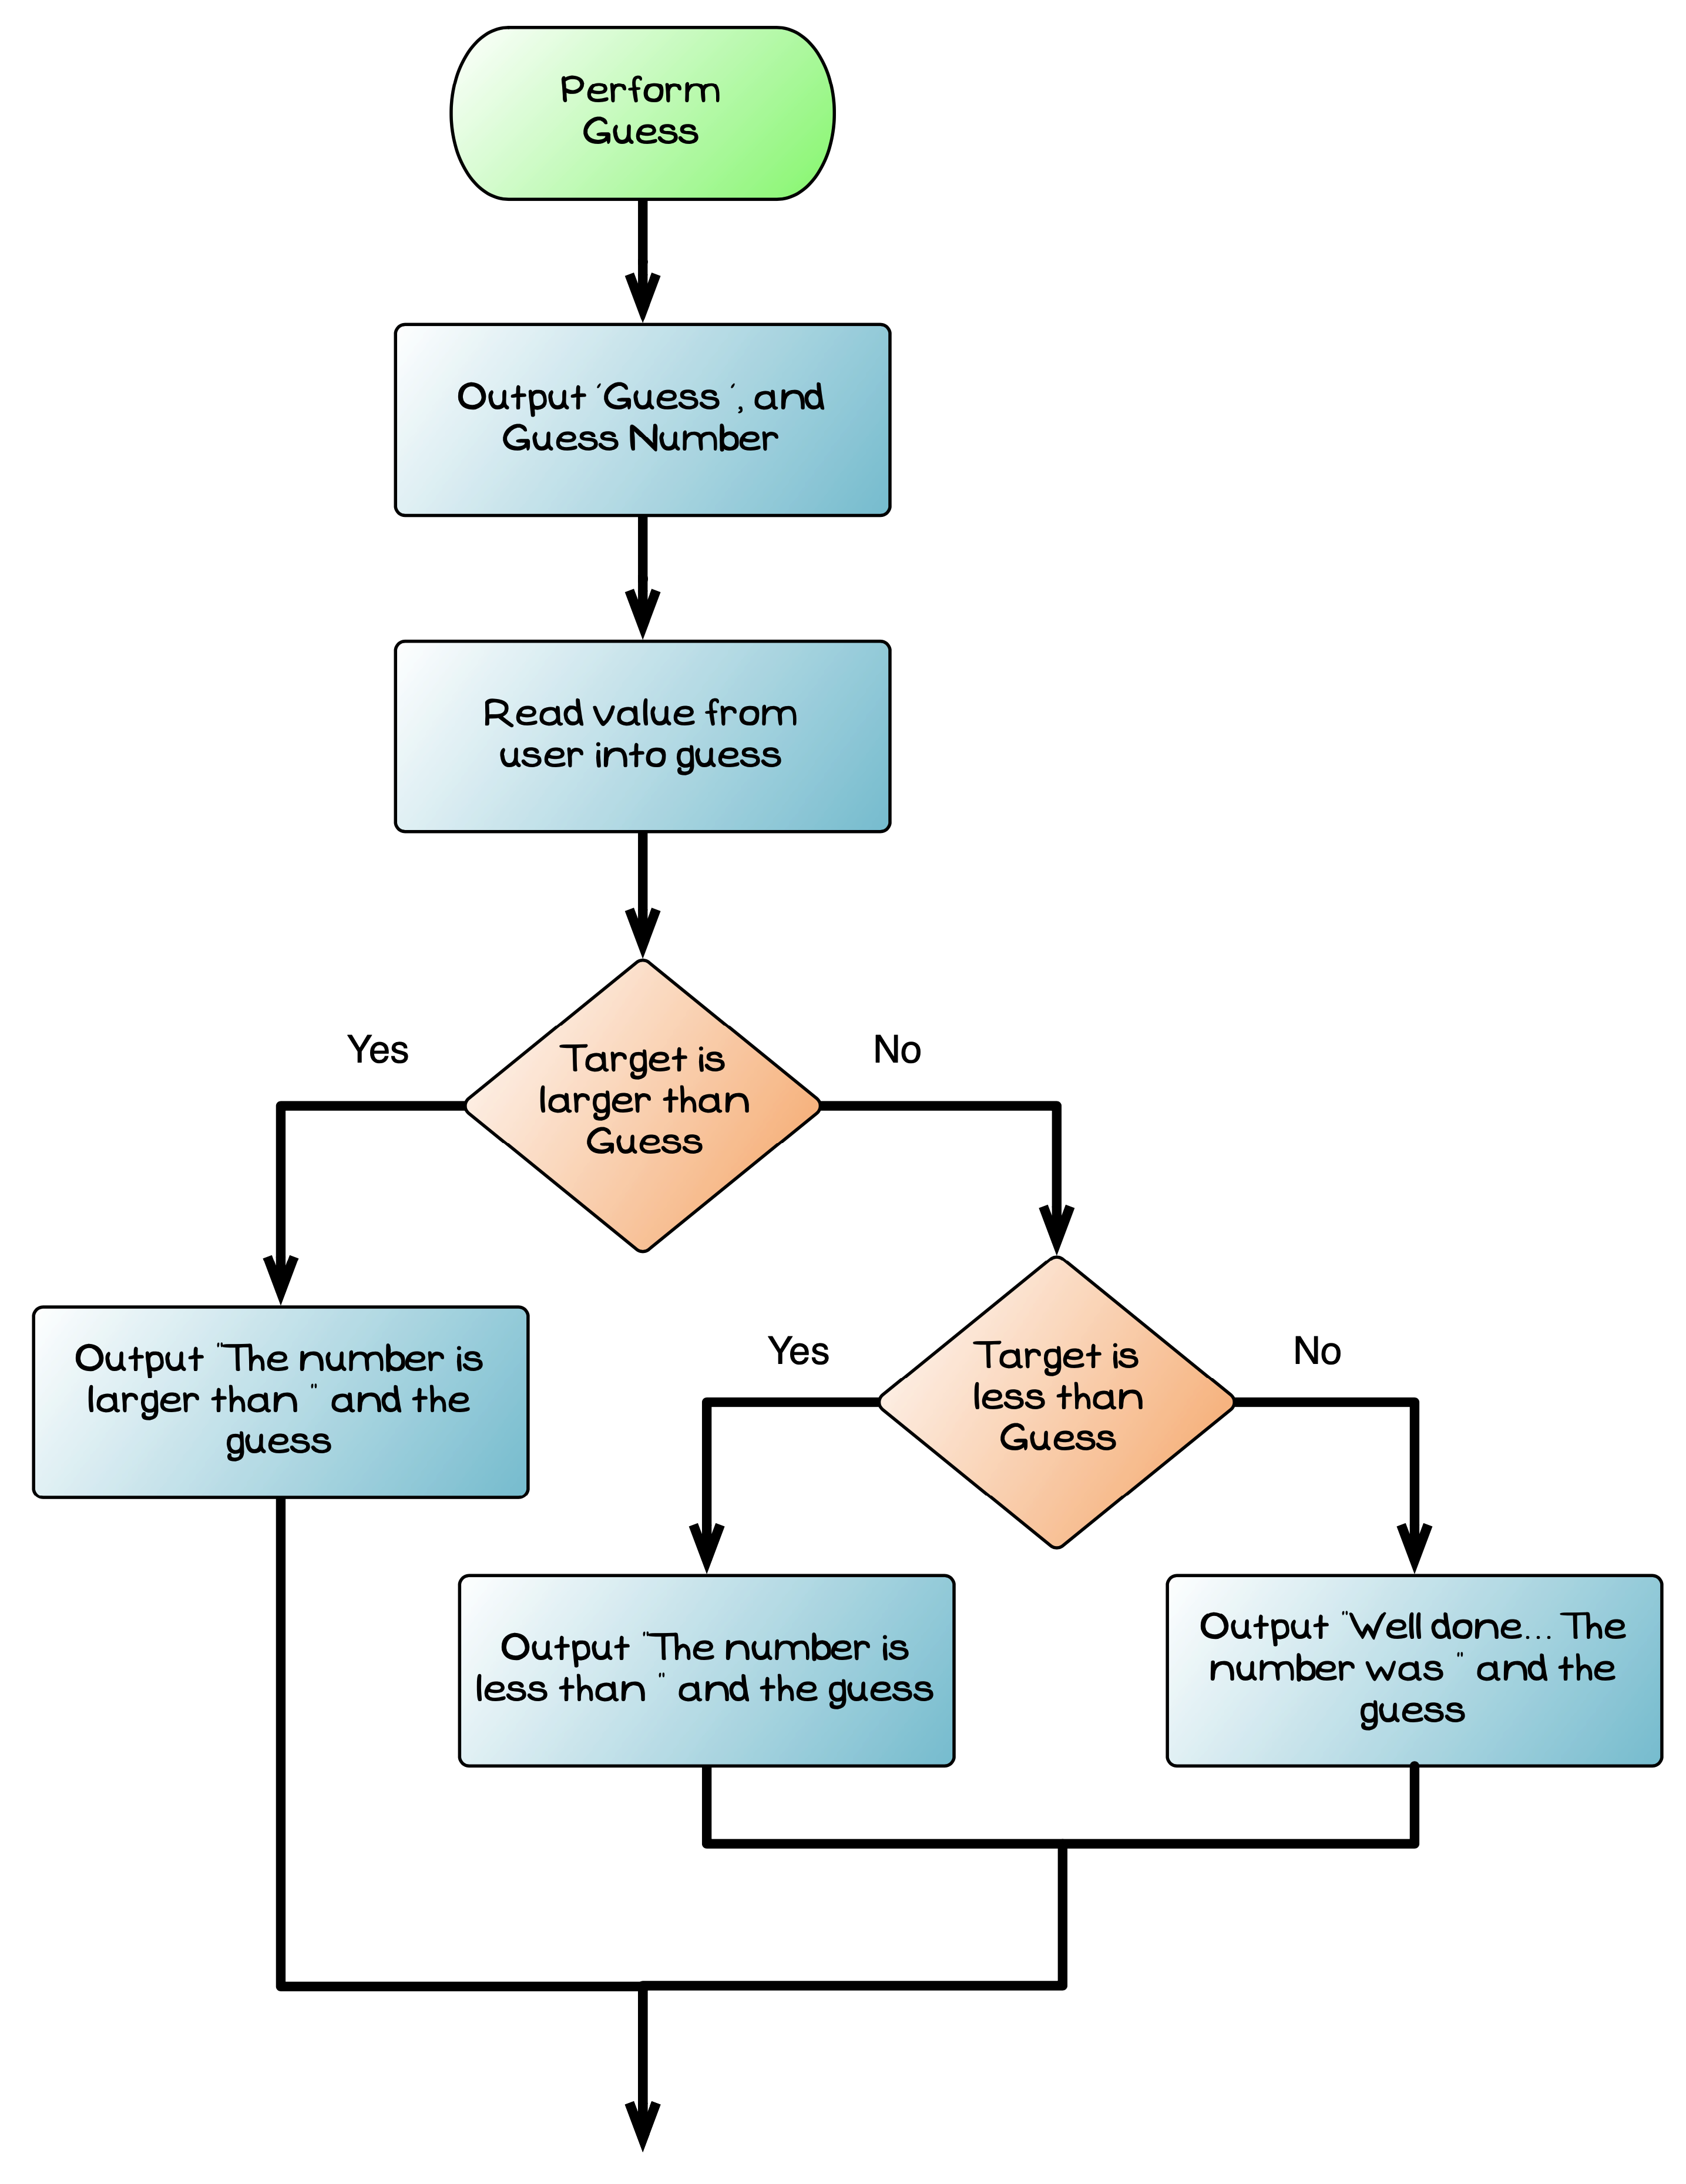 Perform
Guess
Output 'Guess ', and
Guess Number
Read value from
user into guess
Yes
No
Target is
larger than
Guess
Output "The number is
larger than " and the
guess
Yes
No
Target is
less than
Guess
Output "The number is
less than " and the guess
Output "Well done... The
number was " and the
guess